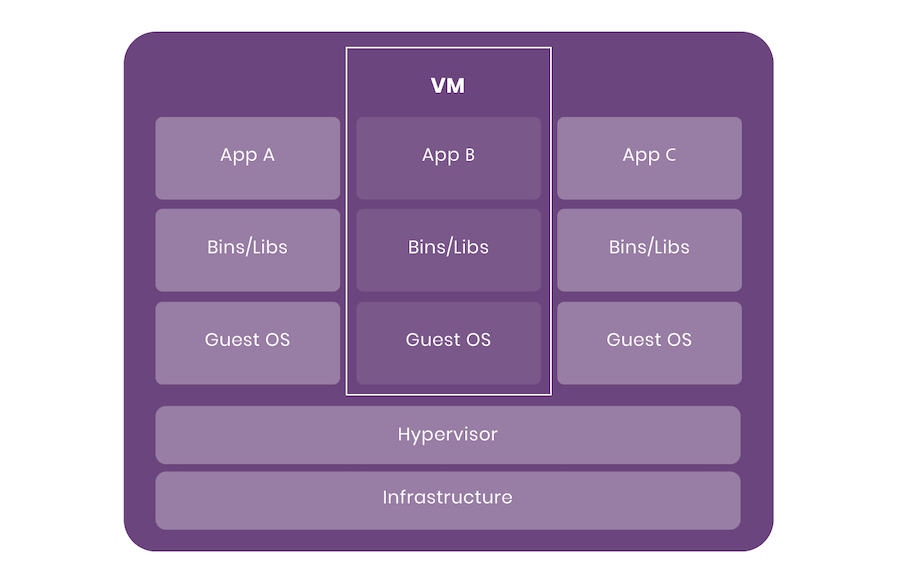 VM
App A
App B
App C
Bins/Libs
Bins/Libs
Bins/Libs
Guest OS
Guest OS
Guest OS
Hypervisor
Infrastructure